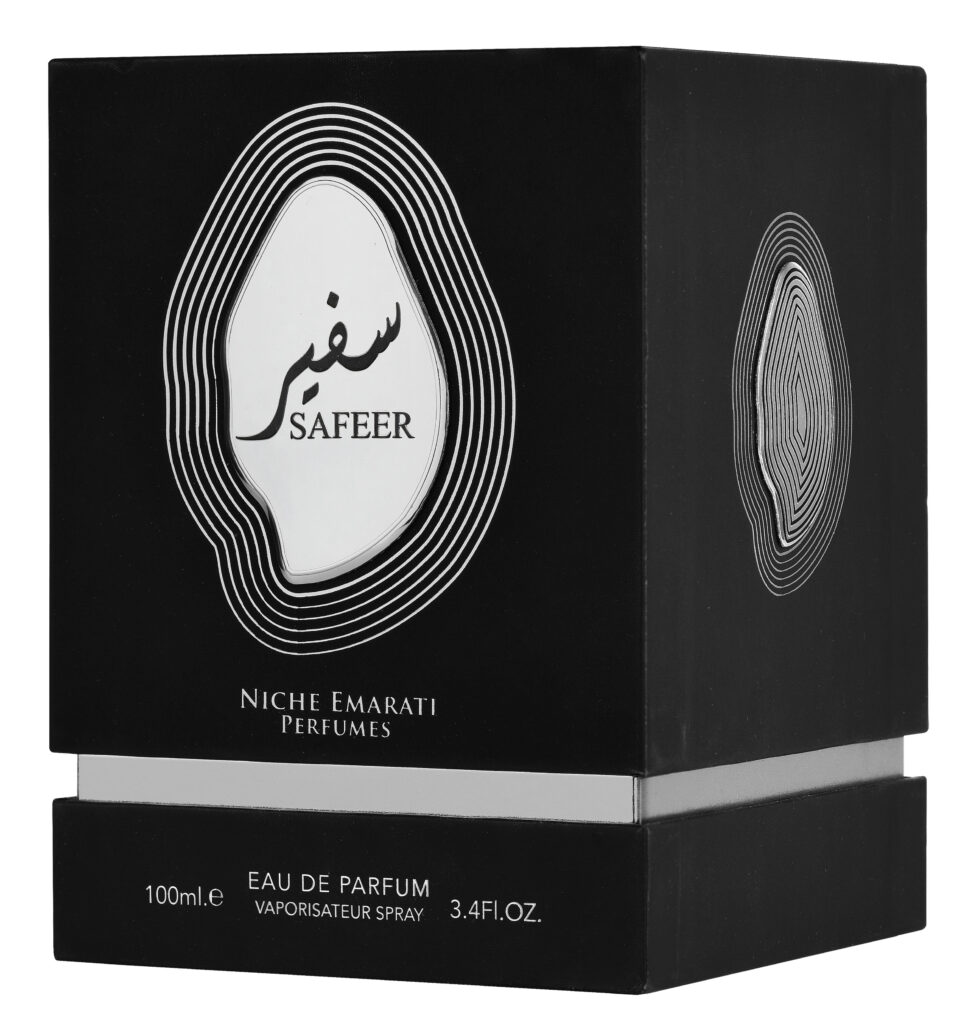 سفير
SAFEER
NICHE EMARATI
PERFUMES
EAU DE PARFUM
100ml.℮ VAPORISATEUR SPRAY 3.4Fl.OZ.